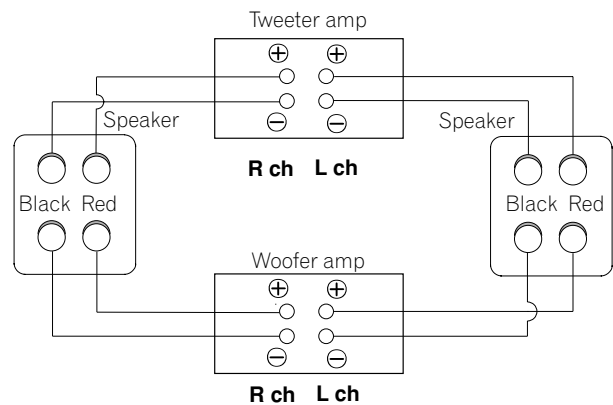 Tweeter amp
+ +
Speaker Speaker
− −
R ch L ch
Black Red Black Red
Woofer amp
+ +
− −
R ch L ch